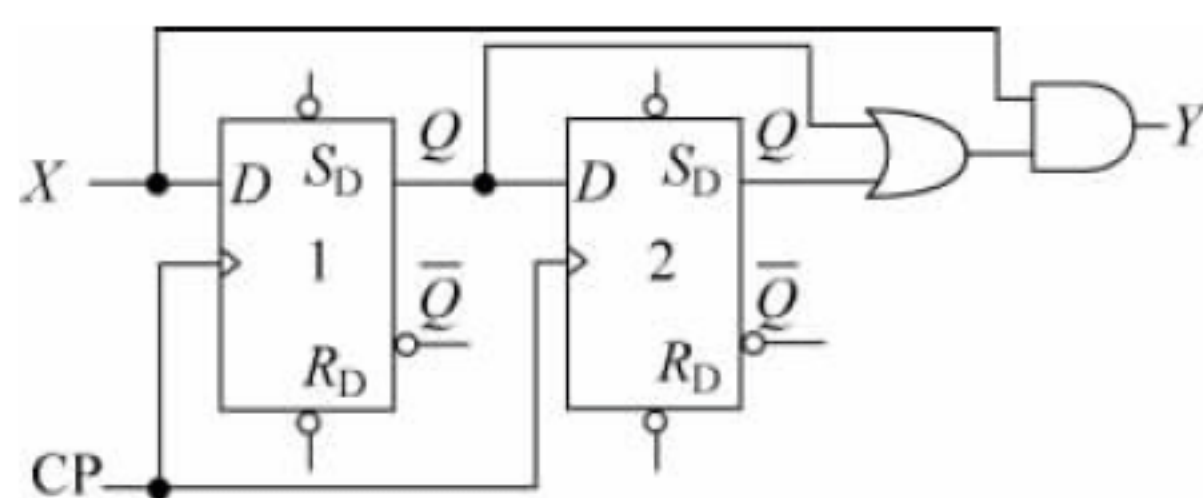 Q Q
X D S_D D S_D Y
1 2
Q̅ Q̅
R_D R_D
CP